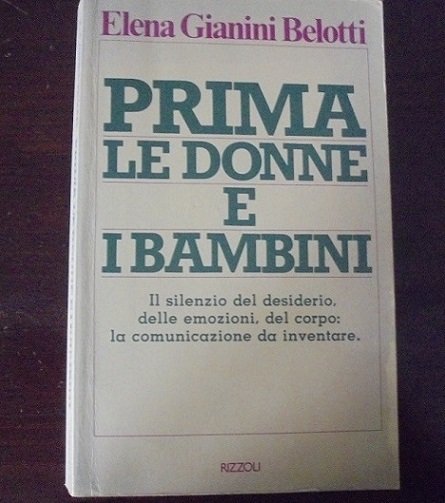 Elena Gianini Belotti
PRIMA
LE DONNE
E
I BAMBINI
Il silenzio del desiderio,
delle emozioni, del corpo:
la comunicazione da inventare.
RIZZOLI